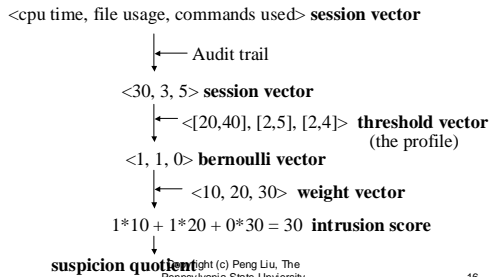 <cpu time, file usage, commands used> session vector
Audit trail
<30, 3, 5> session vector
<[20,40], [2,5], [2,4]> threshold vector
(the profile)
<1, 1, 0> bernoulli vector
<10, 20, 30> weight vector
1*10 + 1*20 + 0*30 = 30 intrusion score
suspicion quotient
(c) Peng Liu, The
Pennsylvania State University
16